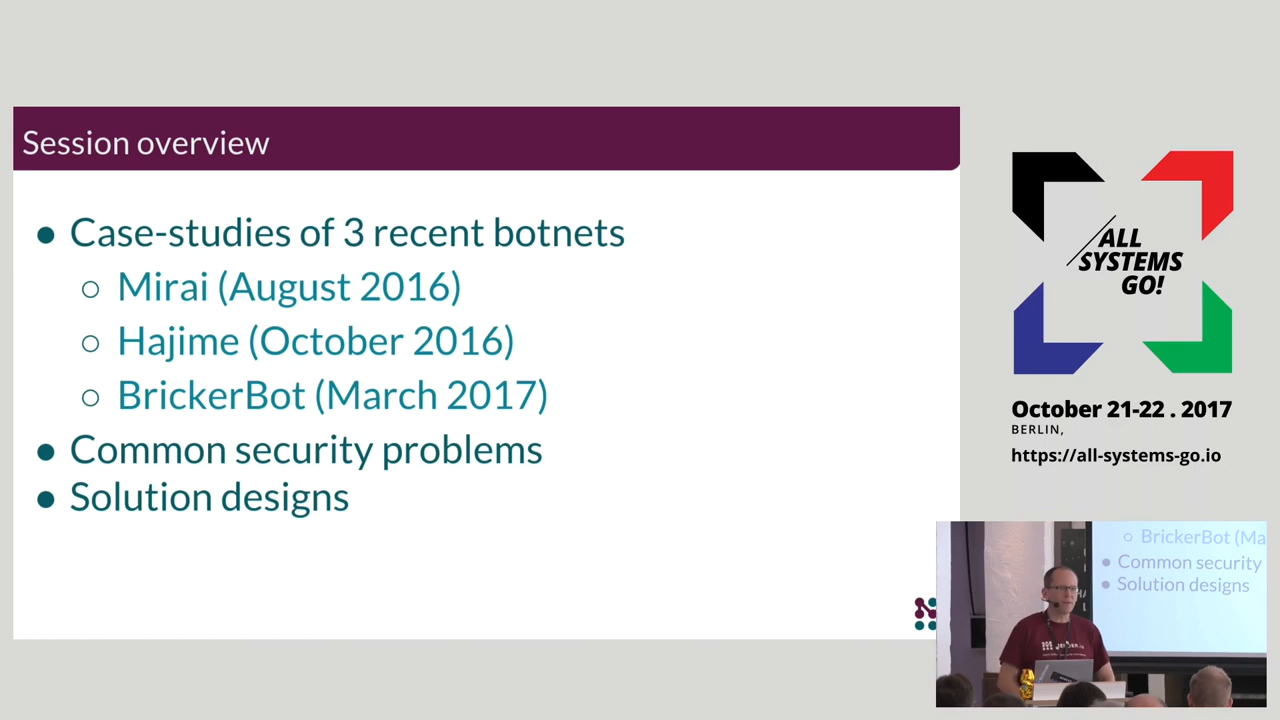 Session overview
● Case-studies of 3 recent botnets
○ Mirai (August 2016)
○ Hajime (October 2016)
○ BrickerBot (March 2017)
● Common security problems
● Solution designs
ALL
SYSTEMS
GO!
October 21-22 . 2017
BERLIN,
https://all-systems-go.io
○ BrickerBot (Ma
● Common security
● Solution designs